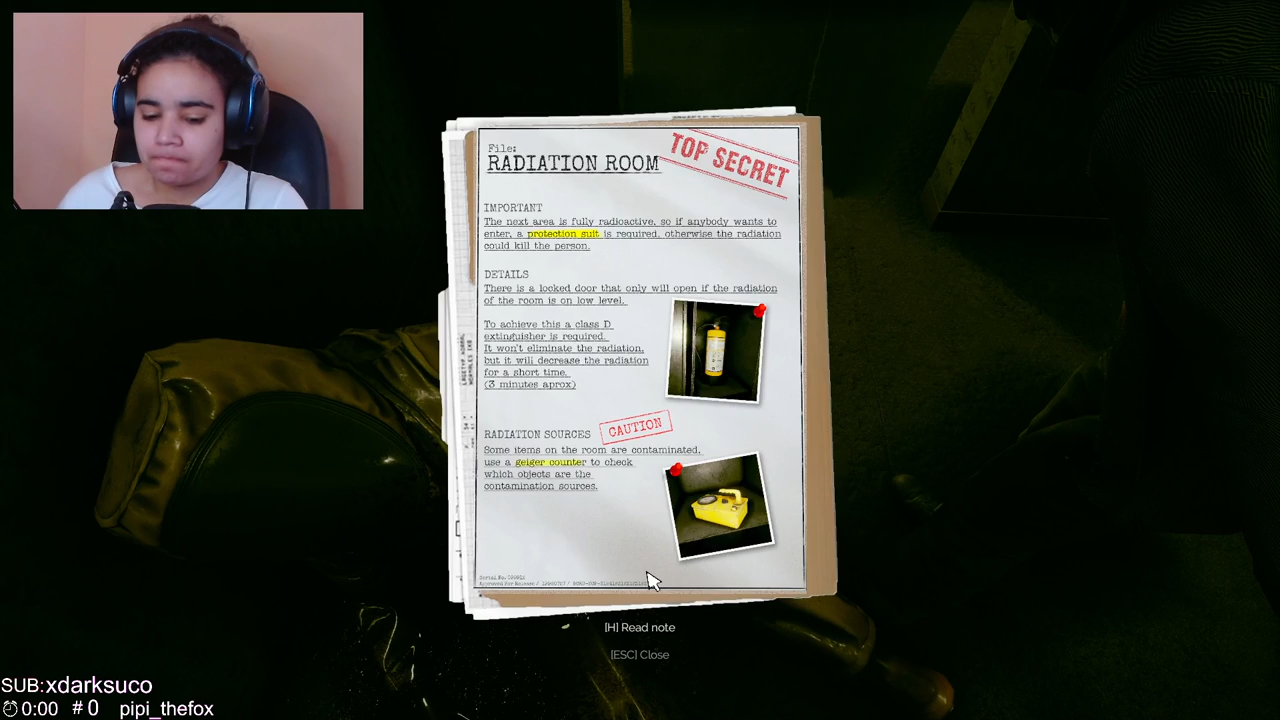 File:
RADIATION ROOM
TOP SECRET
IMPORTANT
The next area is fully radioactive, so if anybody wants to
enter, a protection suit is required, otherwise the radiation
could kill the person.
DETAILS
There is a locked door that only will open if the radiation
of the room is on low level.
To achieve this a class D
extinguisher is required.
It won't eliminate the radiation,
but it will decrease the radiation
for a short time.
(3 minutes aprox)
RADIATION SOURCES
CAUTION
Some items on the room are contaminated,
use a geiger counter to check
which objects are the
contamination sources.
[H] Read note
[ESC] Close
SUB:xdarksuco
0:00 #0 pipi_thefox